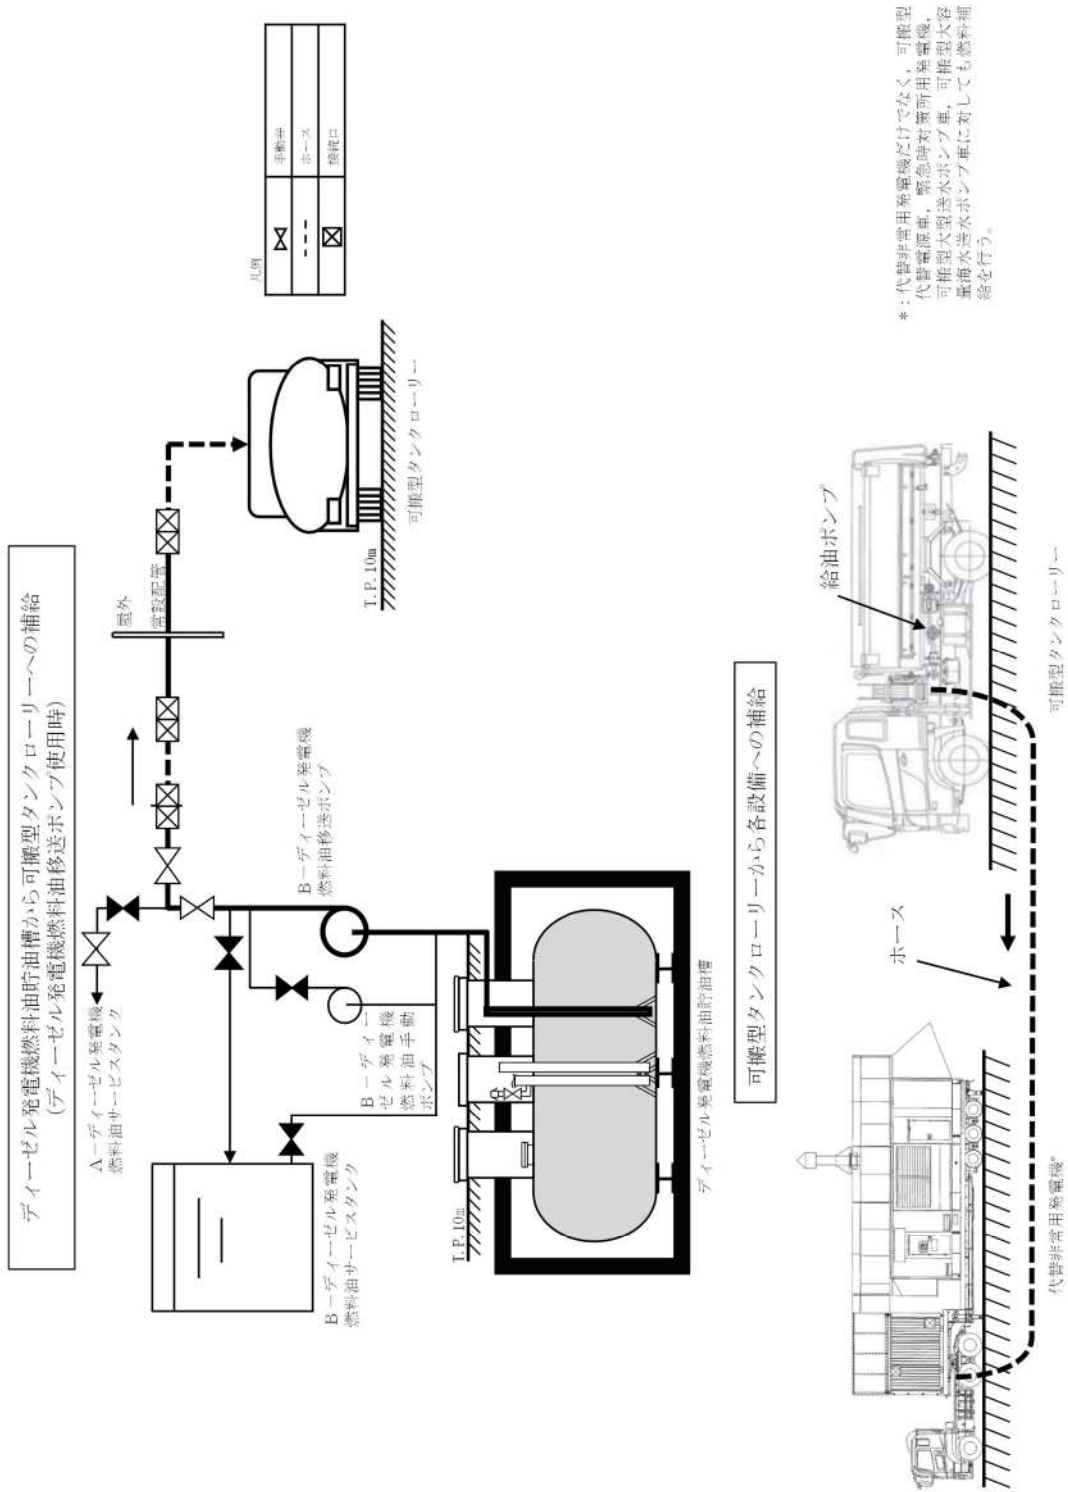 ディーゼル発電機燃料油貯油槽から可搬型タンクローリーへの補給
(ディーゼル発電機燃料油移送ポンプ使用時)
A-ディーゼル発電機
燃料油サービスタンク
屋外
常設配管
凡例
手動弁
ホース
接続口
B-ディーゼル発電機
燃料油サービスタンク
B-ディー
ゼル発電機
燃料油手動
ポンプ
B-ディーゼル発電機
燃料油移送ポンプ
T.P.10m
可搬型タンクローリー
T.P.10m
ディーゼル発電機燃料油貯油槽
可搬型タンクローリーから各設備への補給
ホース
給油ポンプ
代替非常用発電機*
可搬型タンクローリー
*:代替非常用発電機だけでなく,可搬型
代替電源車,緊急時対策所用発電機,
可搬型大型送水ポンプ車,可搬型大容
量海水送水ポンプ車に対しても燃料補
給を行う。